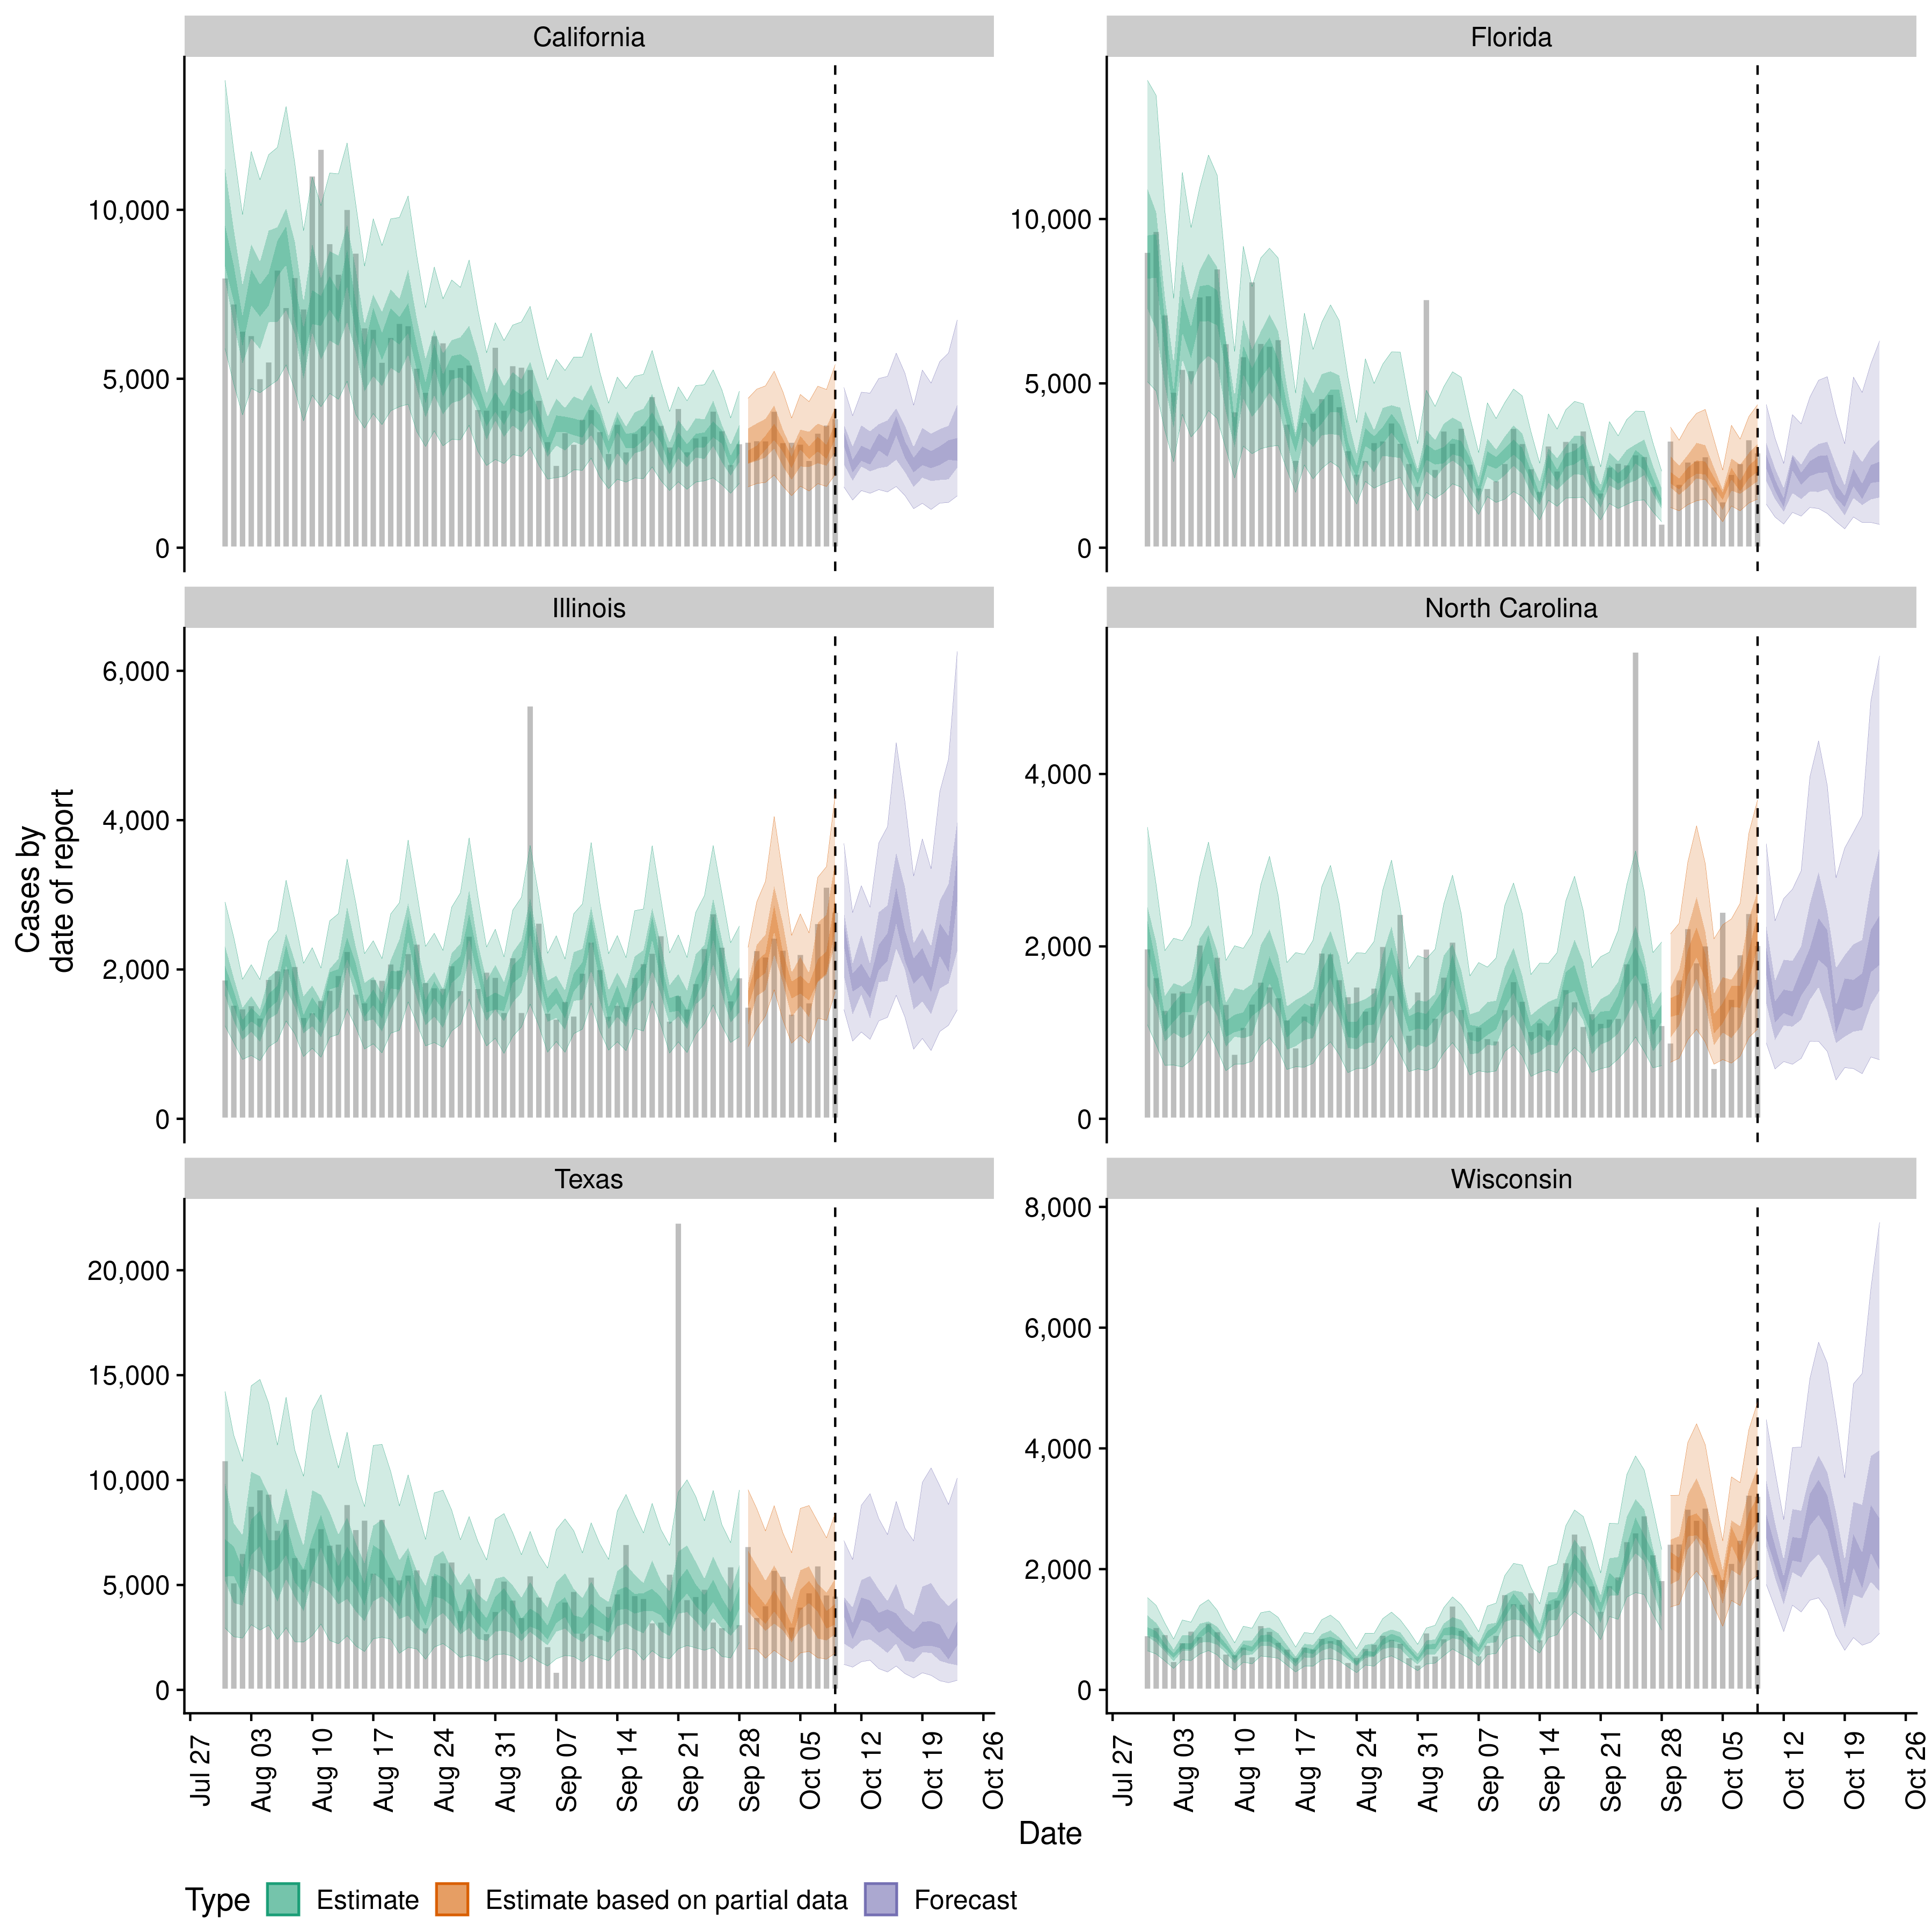 California
Florida
10,000
5,000
0
10,000
5,000
0
Illinois
North Carolina
6,000
4,000
2,000
0
4,000
2,000
0
Cases by
date of report
Texas
Wisconsin
20,000
15,000
10,000
5,000
0
8,000
6,000
4,000
2,000
0
Jul 27
Aug 03
Aug 10
Aug 17
Aug 24
Aug 31
Sep 07
Sep 14
Sep 21
Sep 28
Oct 05
Oct 12
Oct 19
Oct 26
Jul 27
Aug 03
Aug 10
Aug 17
Aug 24
Aug 31
Sep 07
Sep 14
Sep 21
Sep 28
Oct 05
Oct 12
Oct 19
Oct 26
Date
Type Estimate Estimate based on partial data Forecast